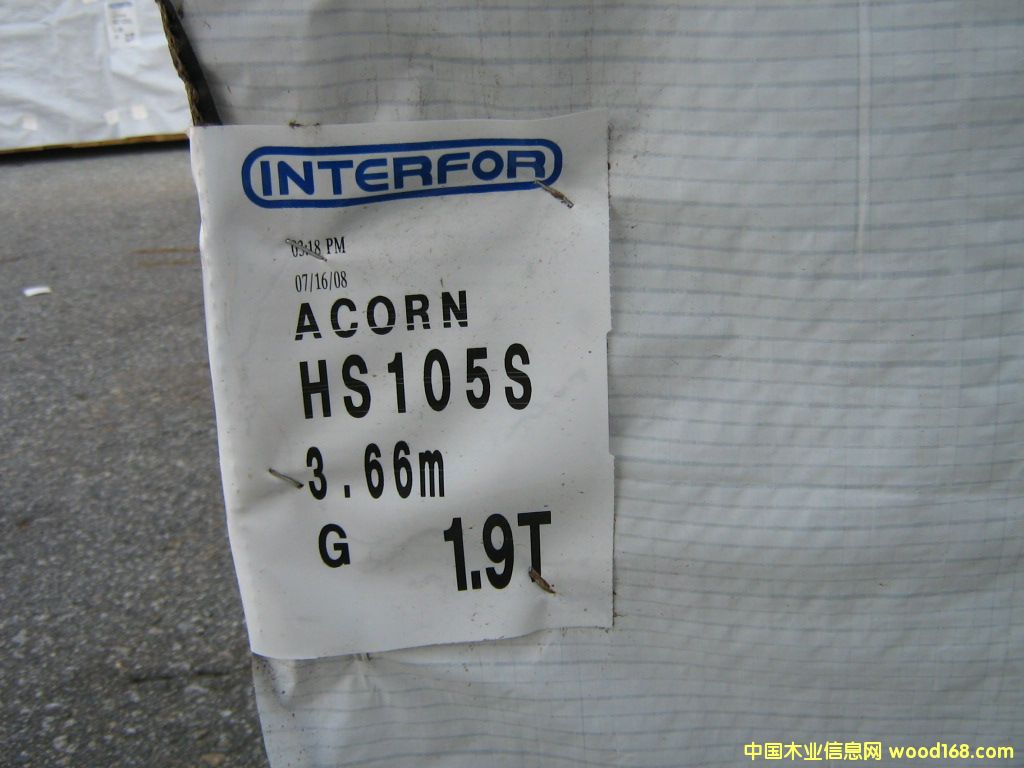 INTERFOR
03:18 PM
07/16/08
ACORN
HS105S
3.66m
G 1.9T
中国木业信息网 wood168.com